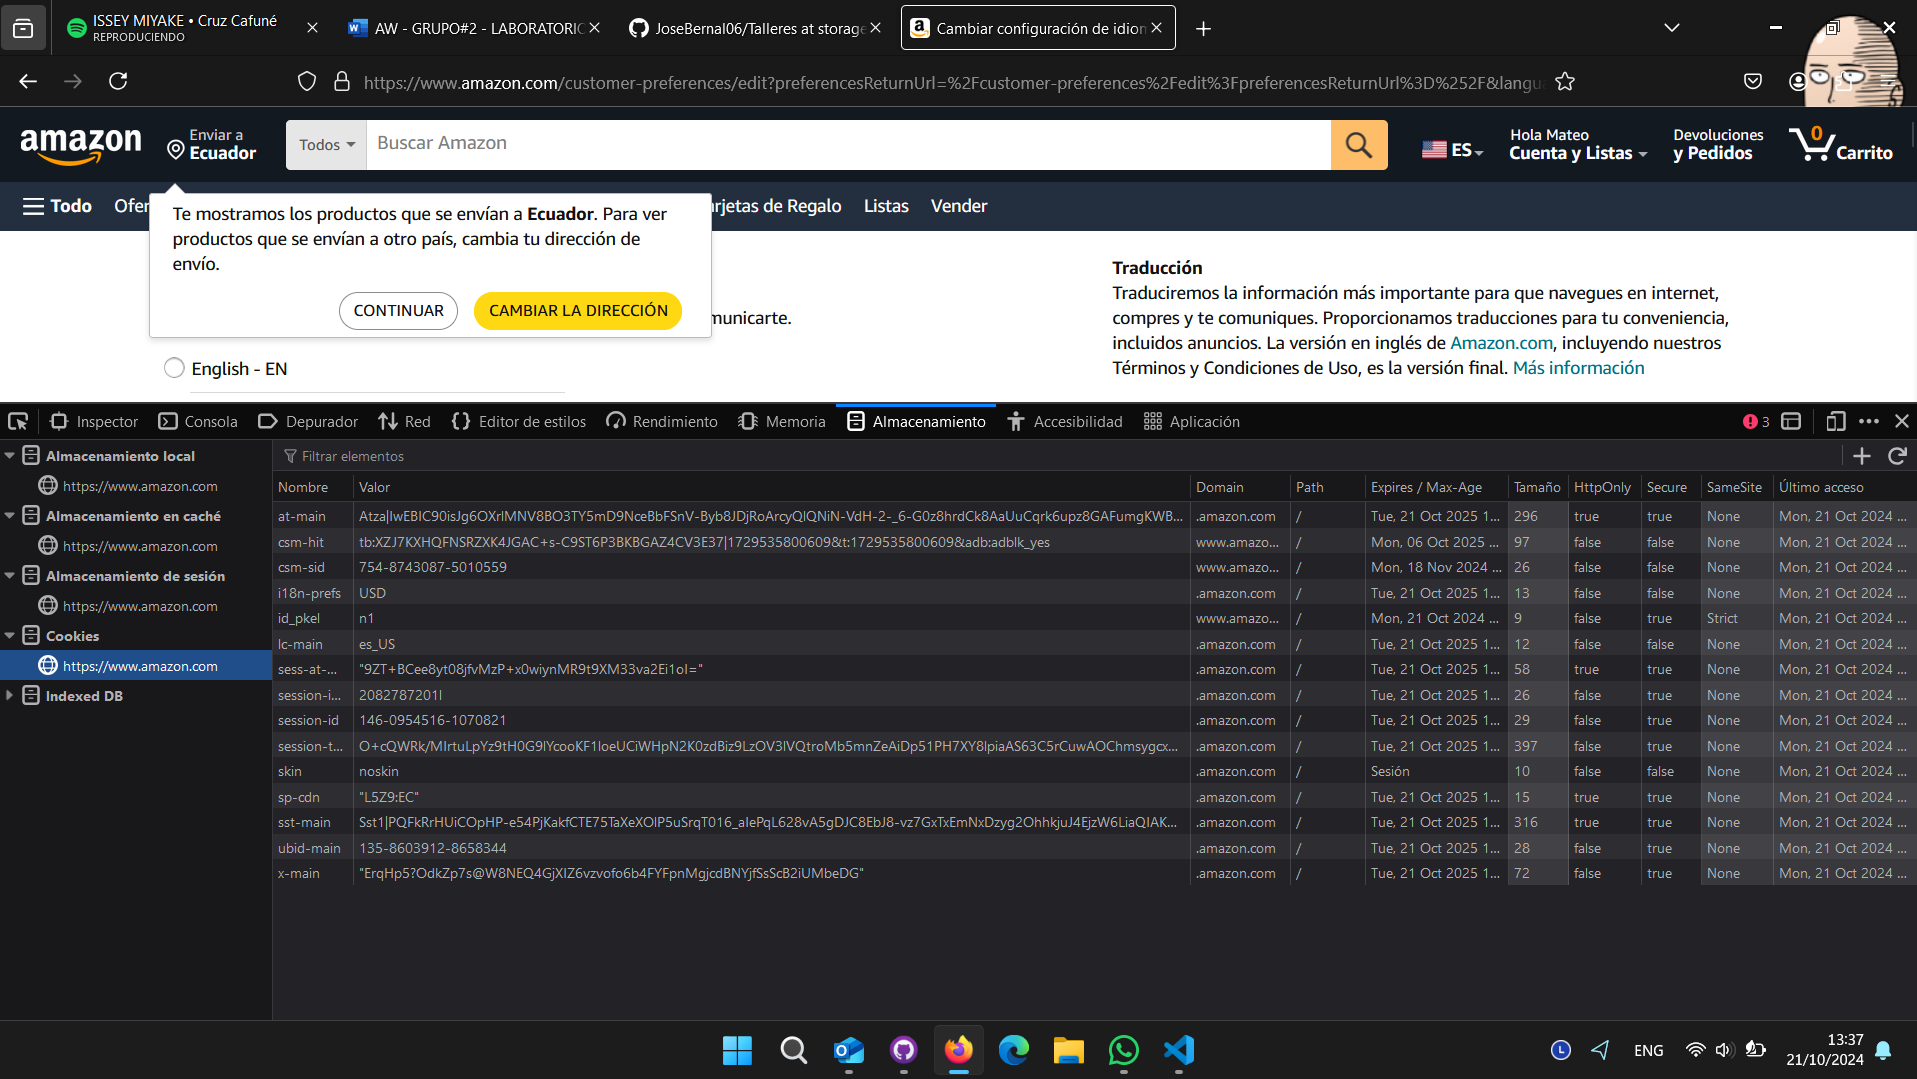 ISSEY MIYAKE • Cruz Cafuné
REPRODUCIENDO
AW - GRUPO#2 - LABORATORIO
JoseBernal06/Talleres at storage
Cambiar configuración de idion
https://www.amazon.com/customer-preferences/edit?preferencesReturnUrl=%2Fcustomer-preferences%2Fedit%3FpreferencesReturnUrl%3D%252F&langu
amazon
Enviar a
Ecuador
Todos
Buscar Amazon
ES
Hola Mateo
Cuenta y Listas
Devoluciones
y Pedidos
0
Carrito
Todo
Ofer
rjetas de Regalo
Listas
Vender
Te mostramos los productos que se envían a Ecuador. Para ver
productos que se envían a otro país, cambia tu dirección de
envío.
CONTINUAR
CAMBIAR LA DIRECCIÓN
municarte.
English - EN
Traducción
Traduciremos la información más importante para que navegues en internet,
compres y te comuniques. Proporcionamos traducciones para tu conveniencia,
incluidos anuncios. La versión en inglés de Amazon.com, incluyendo nuestros
Términos y Condiciones de Uso, es la versión final. Más información
Inspector
Consola
Depurador
Red
Editor de estilos
Rendimiento
Memoria
Almacenamiento
Accesibilidad
Aplicación
3
Almacenamiento local
https://www.amazon.com
Almacenamiento en caché
https://www.amazon.com
Almacenamiento de sesión
https://www.amazon.com
Cookies
https://www.amazon.com
Indexed DB
Filtrar elementos
Nombre Valor Domain Path Expires / Max-Age Tamaño HttpOnly Secure SameSite Último acceso
at-main Atza|IwEBIC90isJg6OXrIMNV8BO3TY5mD9NceBbFSnV-Byb8JDjRoArcyQlQNiN-VdH-2-_6-G0z8hrdCk8AaUuCqrk6upz8GAFumgKWB... .amazon.com / Tue, 21 Oct 2025 1... 296 true true None Mon, 21 Oct 2024 ...
csm-hit tb:XZJ7KXHQFNSRZXK4JGAC+s-C9ST6P3BKBGAZ4CV3E37|1729535800609&t:1729535800609&adb:adblk_yes www.amazo... / Mon, 06 Oct 2025 ... 97 false false None Mon, 21 Oct 2024 ...
csm-sid 754-8743087-5010559 www.amazo... / Mon, 18 Nov 2024 ... 26 false false None Mon, 21 Oct 2024 ...
i18n-prefs USD .amazon.com / Tue, 21 Oct 2025 1... 13 false false None Mon, 21 Oct 2024 ...
id_pkel n1 www.amazo... / Mon, 21 Oct 2024 ... 9 false true Strict Mon, 21 Oct 2024 ...
lc-main es_US .amazon.com / Tue, 21 Oct 2025 1... 12 false false None Mon, 21 Oct 2024 ...
sess-at-... "9ZT+BCee8yt08jfvMzP+x0wiynMR9t9XM33va2Ei1oI=" .amazon.com / Tue, 21 Oct 2025 1... 58 true true None Mon, 21 Oct 2024 ...
session-i... 2082787201l .amazon.com / Tue, 21 Oct 2025 1... 26 false true None Mon, 21 Oct 2024 ...
session-id 146-0954516-1070821 .amazon.com / Tue, 21 Oct 2025 1... 29 false true None Mon, 21 Oct 2024 ...
session-t... O+cQWRk/MIrtuLpYz9tH0G9lYcooKF1loeUCiWHpN2K0zdBiz9LzOV3lVQtroMb5mnZeAiDp51PH7XY8lpiaAS63C5rCuwAOChmsygcx... .amazon.com / Tue, 21 Oct 2025 1... 397 false true None Mon, 21 Oct 2024 ...
skin noskin .amazon.com / Sesión 10 false false None Mon, 21 Oct 2024 ...
sp-cdn "L5Z9:EC" .amazon.com / Tue, 21 Oct 2025 1... 15 true true None Mon, 21 Oct 2024 ...
sst-main Sst1|PQFkRrHUiCOpHP-e54PjKakfCTE75TaXeXOlP5uSrqT016_aIePqL628vA5gDJC8EbJ8-vz7GxTxEmNxDzyg2OhhkjuJ4EjzW6LiaQIAK... .amazon.com / Tue, 21 Oct 2025 1... 316 true true None Mon, 21 Oct 2024 ...
ubid-main 135-8603912-8658344 .amazon.com / Tue, 21 Oct 2025 1... 28 false true None Mon, 21 Oct 2024 ...
x-main "ErqHp5?OdkZp7s@W8NEQ4GjXIZ6vzvofo6b4FYFpnMgjcdBNYjfSsScB2iUMbeDG" .amazon.com / Tue, 21 Oct 2025 1... 72 false true None Mon, 21 Oct 2024 ...
L
ENG
13:37
21/10/2024